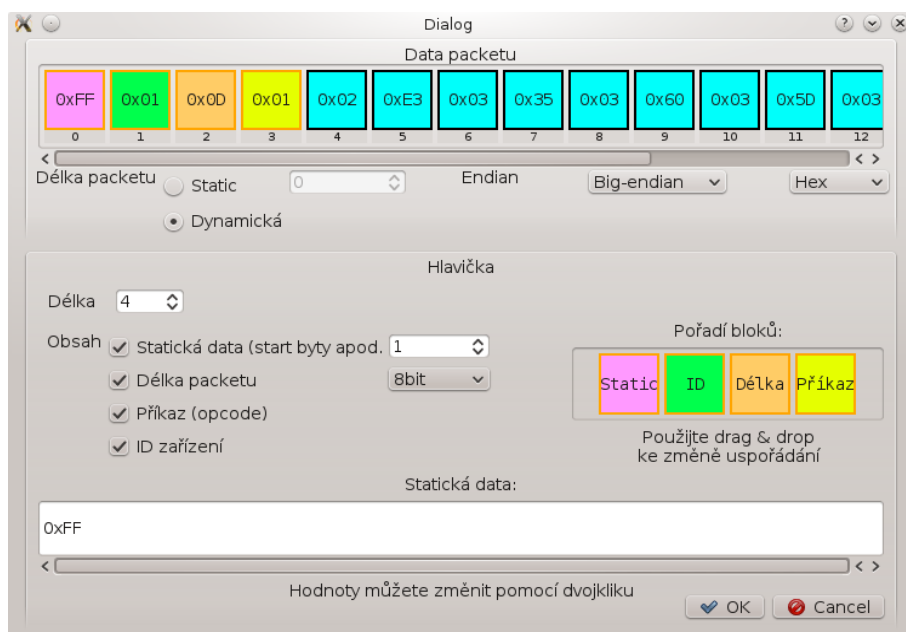 Dialog
Data packetu
0xFF 0x01 0x0D 0x01 0x02 0xE3 0x03 0x35 0x03 0x60 0x03 0x5D 0x03
0 1 2 3 4 5 6 7 8 9 10 11 12
Délka packetu Static 0 Endian Big-endian Hex
Dynamická
Hlavička
Délka 4
Pořadí bloků:
Obsah Statická data (start byty apod. 1
Static ID Délka Příkaz
Délka packetu 8bit
Příkaz (opcode)
ID zařízení
Použijte drag & drop
ke změně uspořádání
Statická data:
0xFF
Hodnoty můžete změnit pomocí dvojkliku
OK Cancel